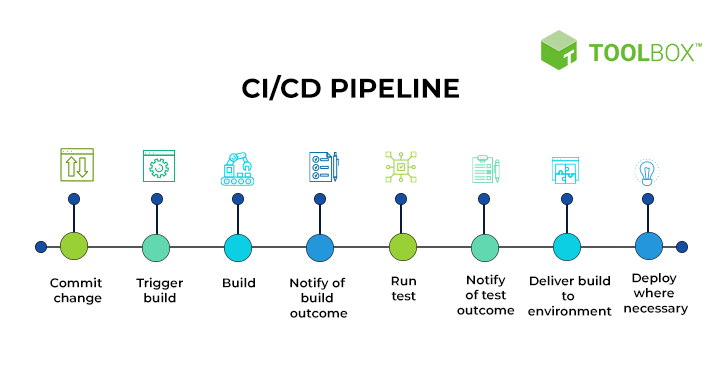 TOOLBOX™
CI/CD PIPELINE
Commit
change
Trigger
build
Build
Notify of
build
outcome
Run
test
Notify
of test
outcome
Deliver build
to
environment
Deploy
where
necessary